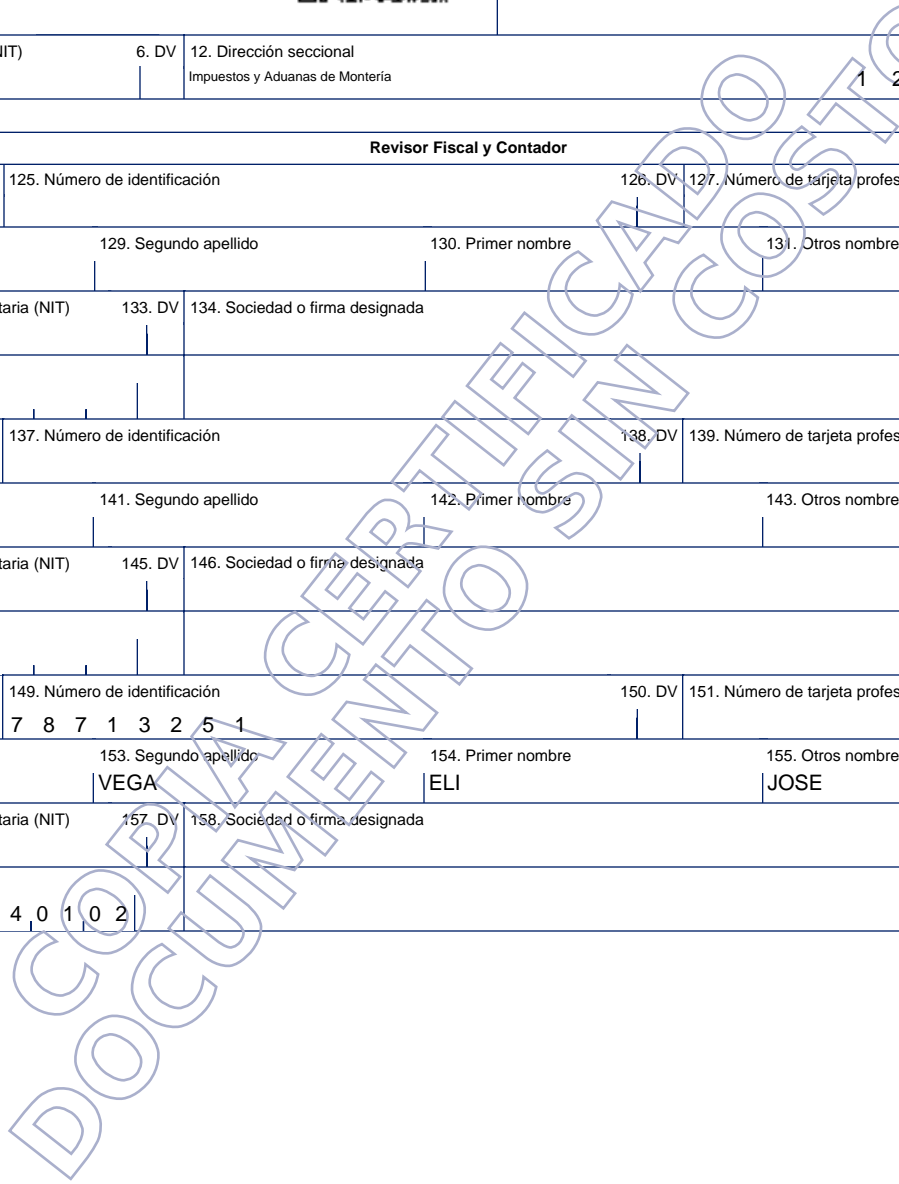 6. DV 12. Dirección seccional
Impuestos y Aduanas de Montería 1 2
Revisor Fiscal y Contador
125. Número de identificación 126. DV 127. Número de tarjeta profes
129. Segundo apellido 130. Primer nombre 131. Otros nombre
taria (NIT) 133. DV 134. Sociedad o firma designada
137. Número de identificación 138. DV 139. Número de tarjeta profes
141. Segundo apellido 142. Primer nombre 143. Otros nombre
taria (NIT) 145. DV 146. Sociedad o firma designada
149. Número de identificación 150. DV 151. Número de tarjeta profes
7 8 7 1 3 2 5 1
153. Segundo apellido 154. Primer nombre 155. Otros nombre
VEGA ELI JOSE
taria (NIT) 157. DV 158. Sociedad o firma designada
4 0 1 0 2
COPIA CERTIFICADO
DOCUMENTO SIN COSTO